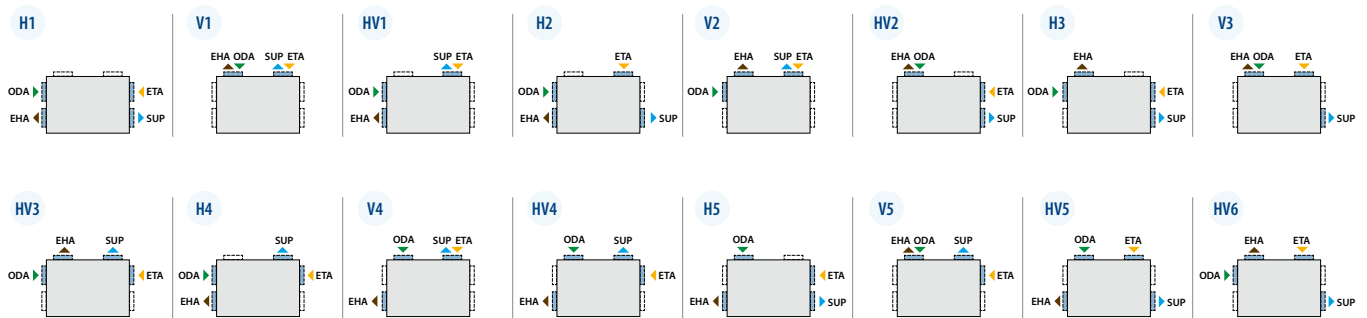 H1
ODA
EHA
ETA
SUP
V1
EHA ODA
SUP ETA
HV1
SUP ETA
ODA
EHA
H2
ETA
ODA
EHA
SUP
V2
EHA
SUP ETA
ODA
HV2
EHA ODA
ETA
SUP
H3
EHA
ODA
ETA
SUP
V3
EHA ODA
ETA
SUP
HV3
EHA
SUP
ODA
ETA
H4
SUP
ODA
ETA
EHA
V4
ODA
SUP ETA
EHA
HV4
ODA
SUP
ETA
EHA
H5
ODA
ETA
EHA
SUP
V5
EHA ODA
SUP
ETA
HV5
ODA
ETA
EHA
SUP
HV6
EHA
ETA
ODA
SUP